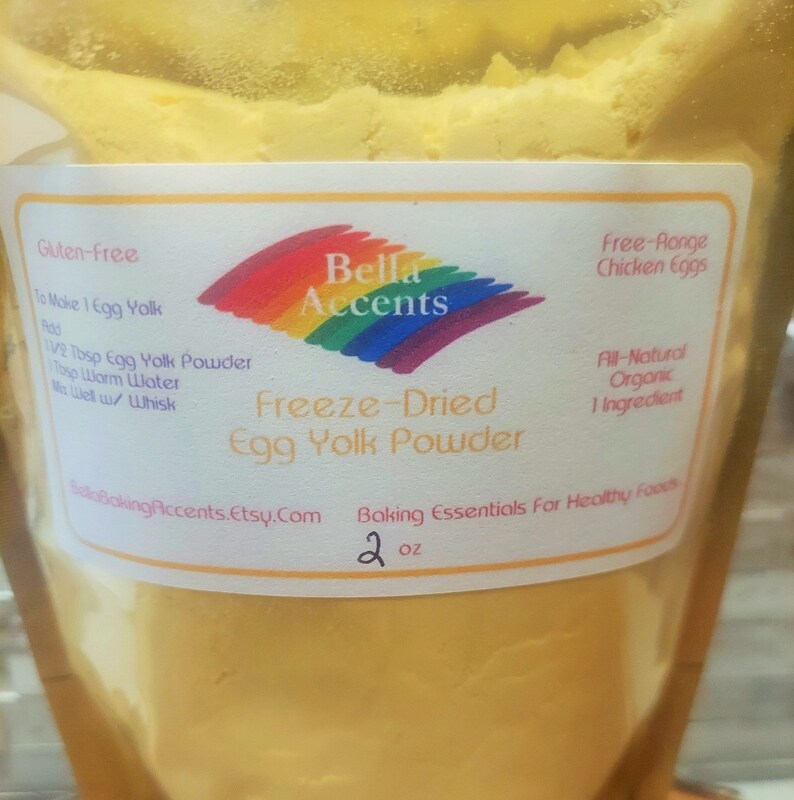 Gluten-Free
To Make 1 Egg Yolk
Add
1 1/2 Tbsp Egg Yolk Powder
1 Tbsp Warm Water
Mix Well w/ Whisk
Bella
Accents
Free-Range
Chicken Eggs
All-Natural
Organic
1 Ingredient
Freeze-Dried
Egg Yolk Powder
BellaBakingAccents.Etsy.Com
Baking Essentials For Healthy Foods
2 oz